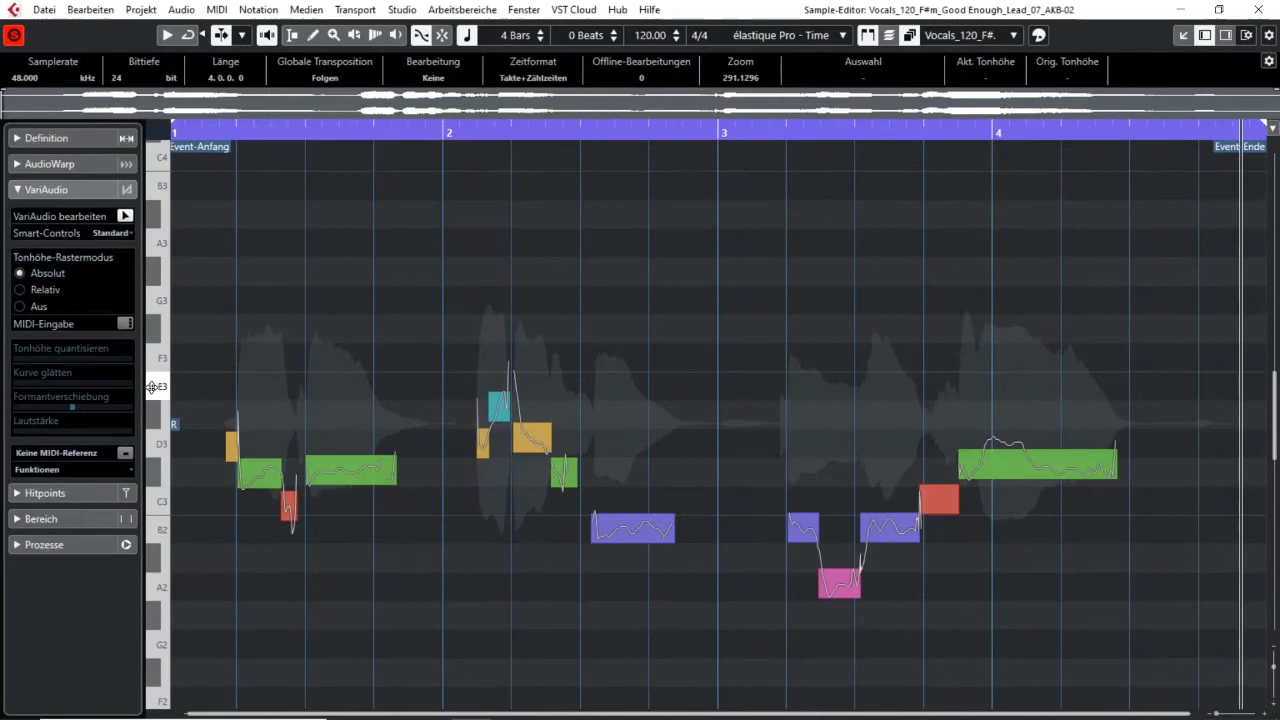 Datei Bearbeiten Projekt Audio MIDI Notation Medien Transport Studio Arbeitsbereiche Fenster VST Cloud Hub Hilfe Sample-Editor: Vocals_120_F#m_Good Enough_Lead_07_AKB-02
4 Bars 0 Beats 120.00 4/4 élastique Pro - Time Vocals_120_F#.
Samplerate Bittiefe Länge Globale Transposition Bearbeitung Zeitformat Offline-Bearbeitungen Zoom Auswahl Akt. Tonhöhe Orig. Tonhöhe
48.000 kHz 24 bit 4. 0. 0. 0 Folgen Keine Takte+Zählzeiten 0 291.1296 - - -
1 2 3 4
Definition
Event-Anfang Event Ende
AudioWarp
VariAudio
VariAudio bearbeiten
Smart-Controls Standard
Tonhöhe-Rastermodus
Absolut
Relativ
Aus
MIDI-Eingabe
Tonhöhe quantisieren
Kurve glätten
Formantverschiebung
Lautstärke
Keine MIDI-Referenz
Funktionen
Hitpoints
Bereich
Prozesse
C4
B3
A3
G3
F3
E3
R
D3
C3
B2
A2
G2
F2